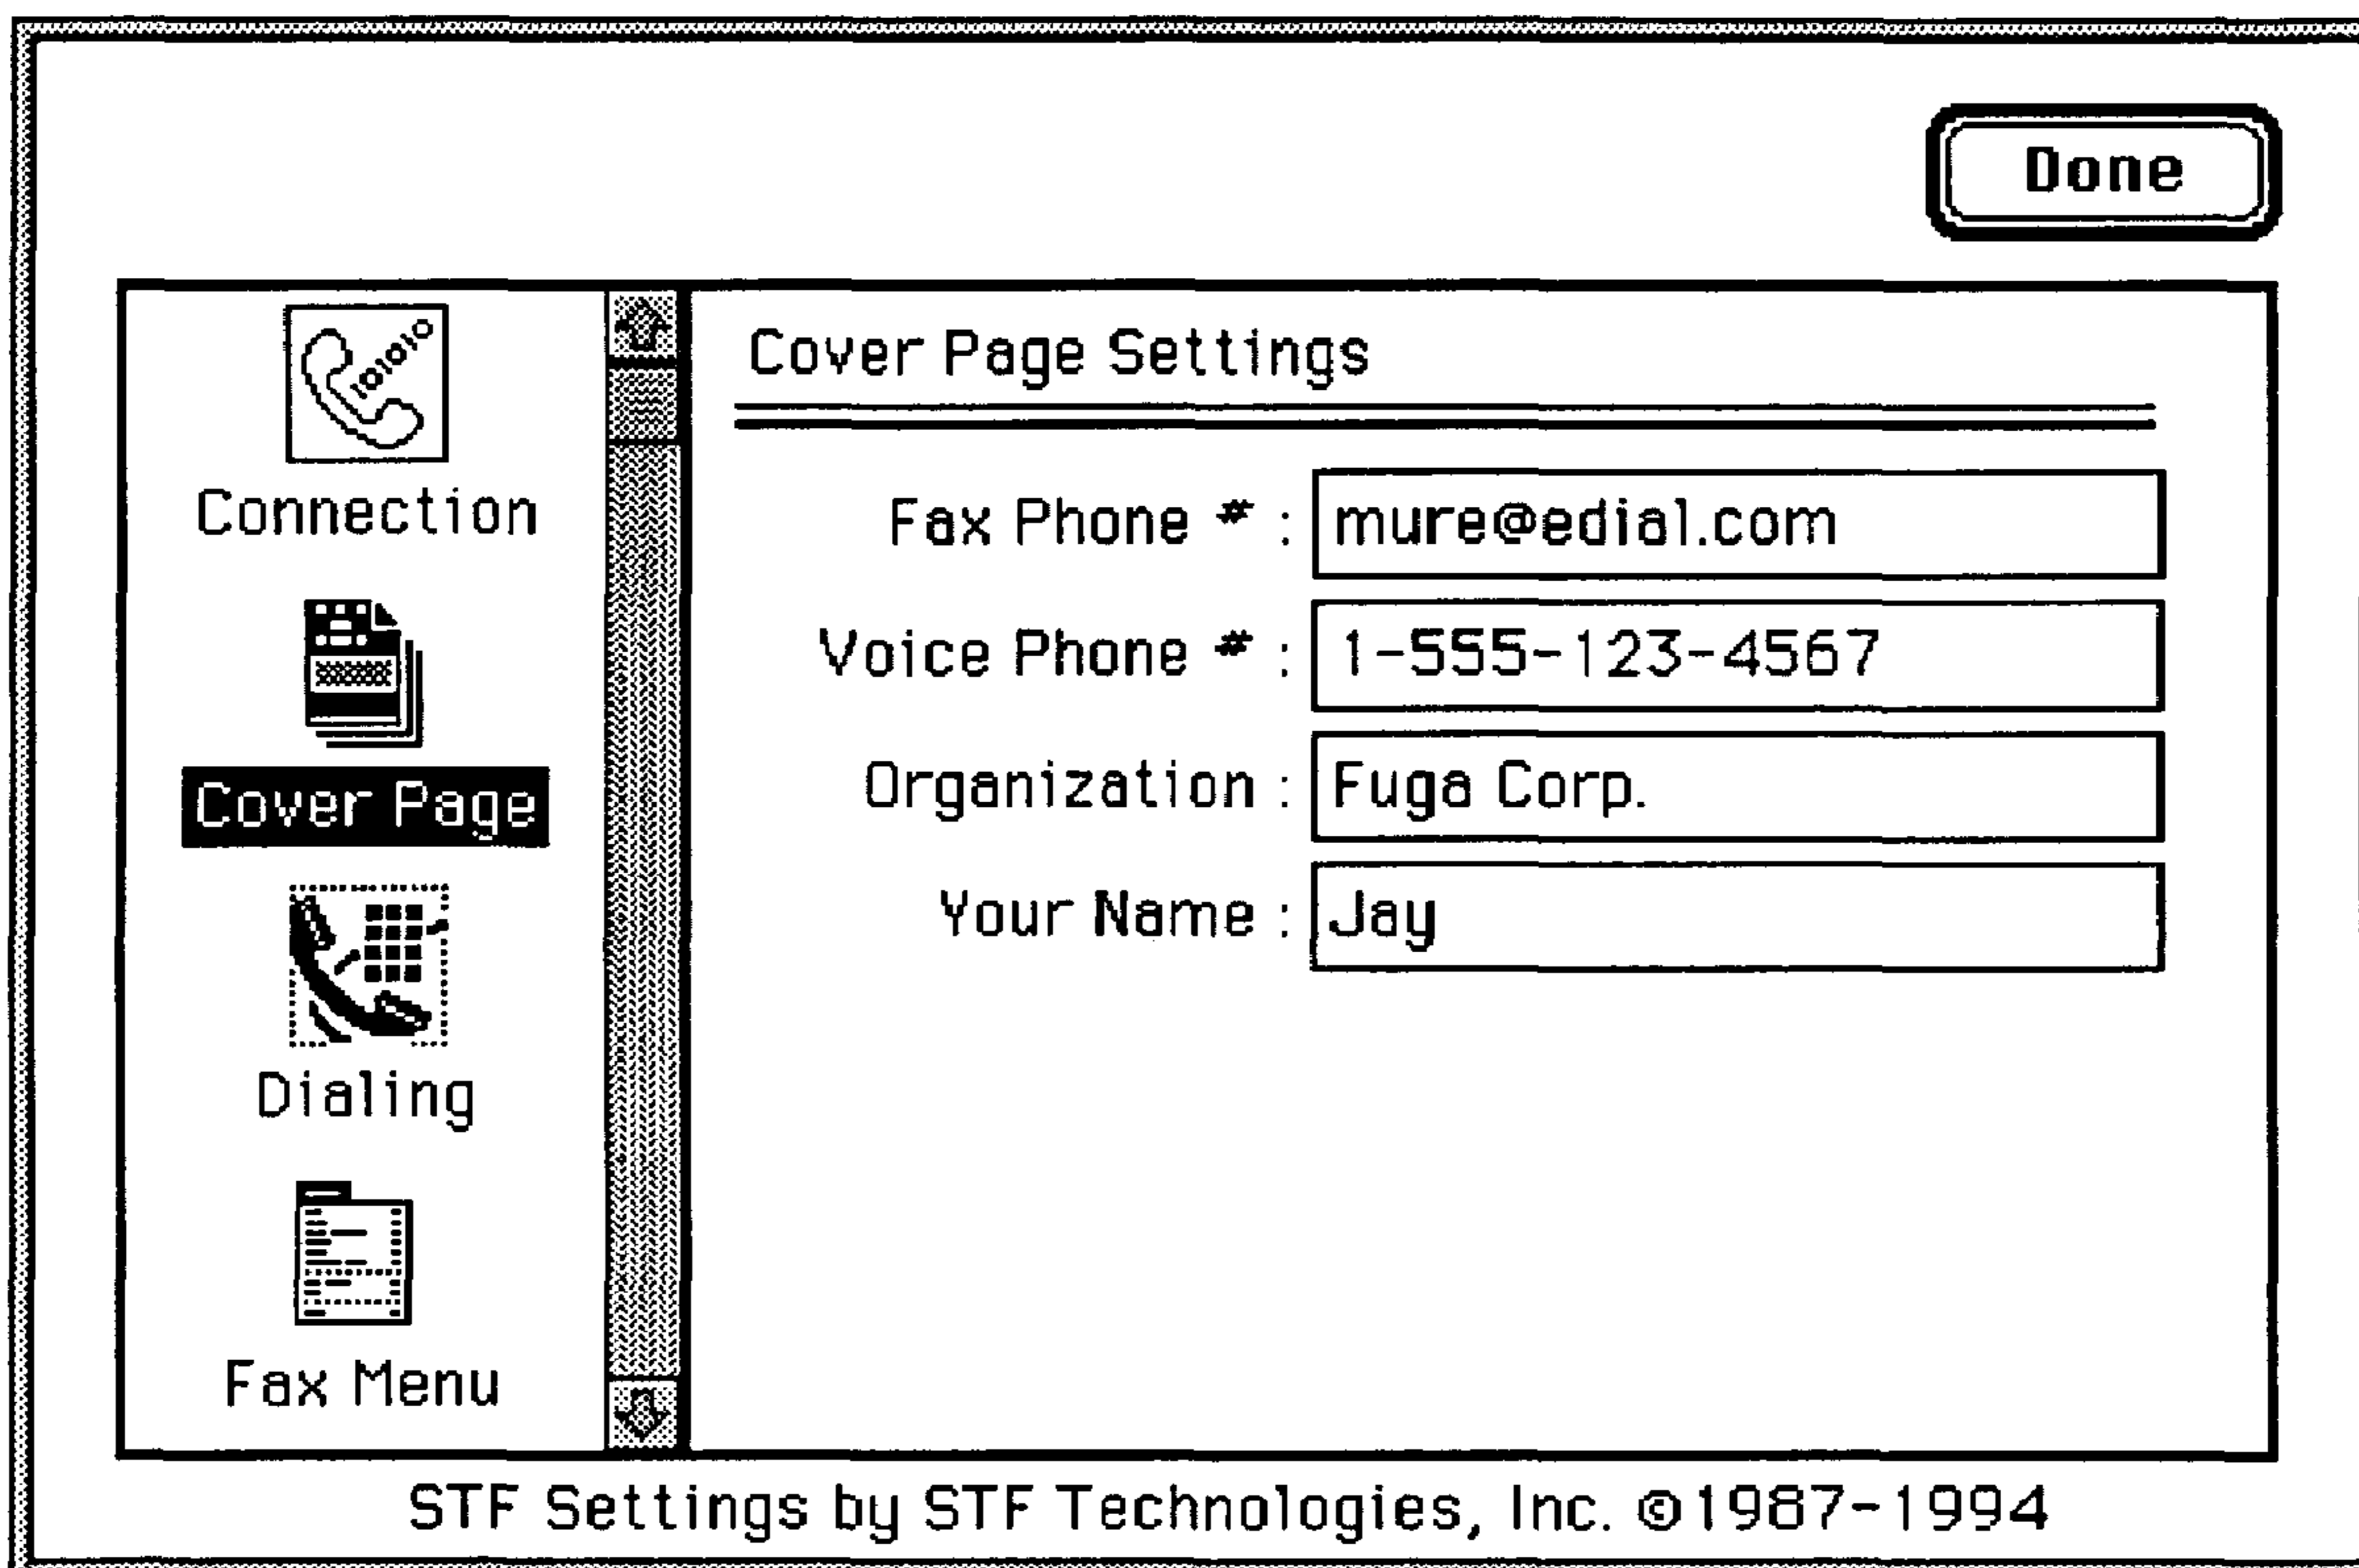 Done
Connection
Cover Page
Dialing
Fax Menu
Cover Page Settings
Fax Phone # : mure@edial.com
Voice Phone # : 1-555-123-4567
Organization : Fuga Corp.
Your Name : Jay
STF Settings by STF Technologies, Inc. ©1987-1994